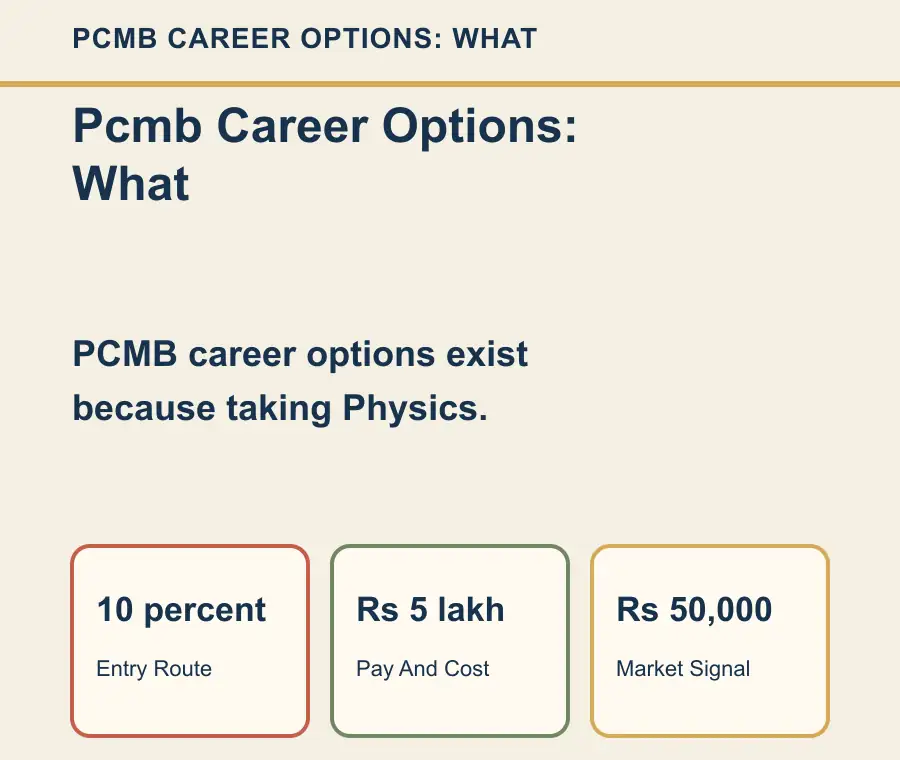 PCMB CAREER OPTIONS: WHAT
Pcmb Career Options:
What
PCMB career options exist
because taking Physics.
10 percent
Entry Route
Rs 5 lakh
Pay And Cost
Rs 50,000
Market Signal